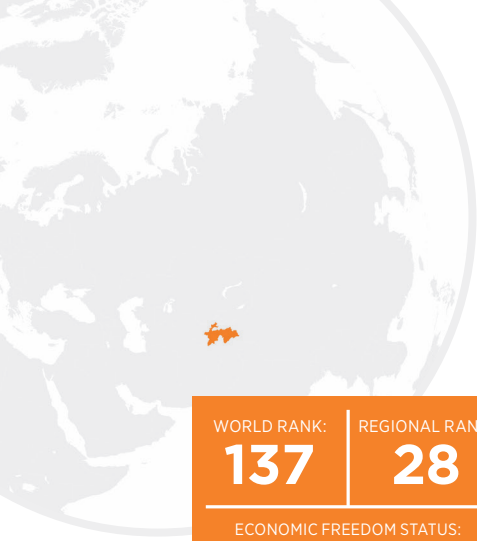 WORLD RANK:
REGIONAL RAN
137
28
ECONOMIC FREEDOM STATUS: